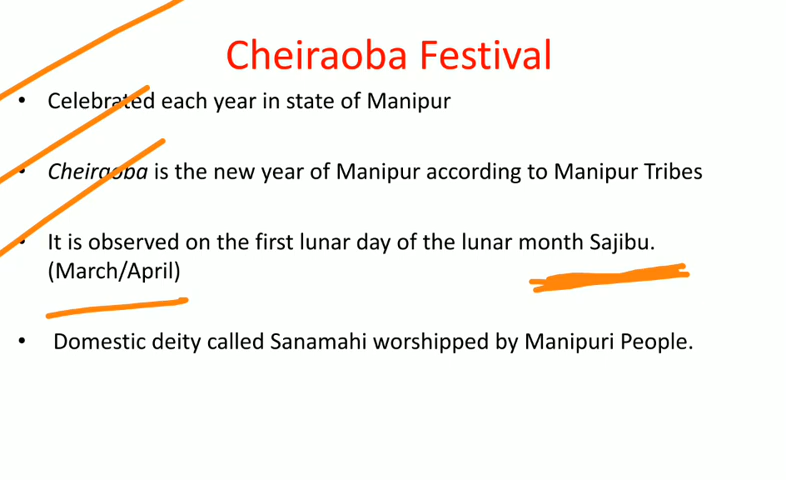 Cheiraoba Festival
• Celebrated each year in state of Manipur
• Cheiraoba is the new year of Manipur according to Manipur Tribes
• It is observed on the first lunar day of the lunar month Sajibu.
(March/April)
• Domestic deity called Sanamahi worshipped by Manipuri People.